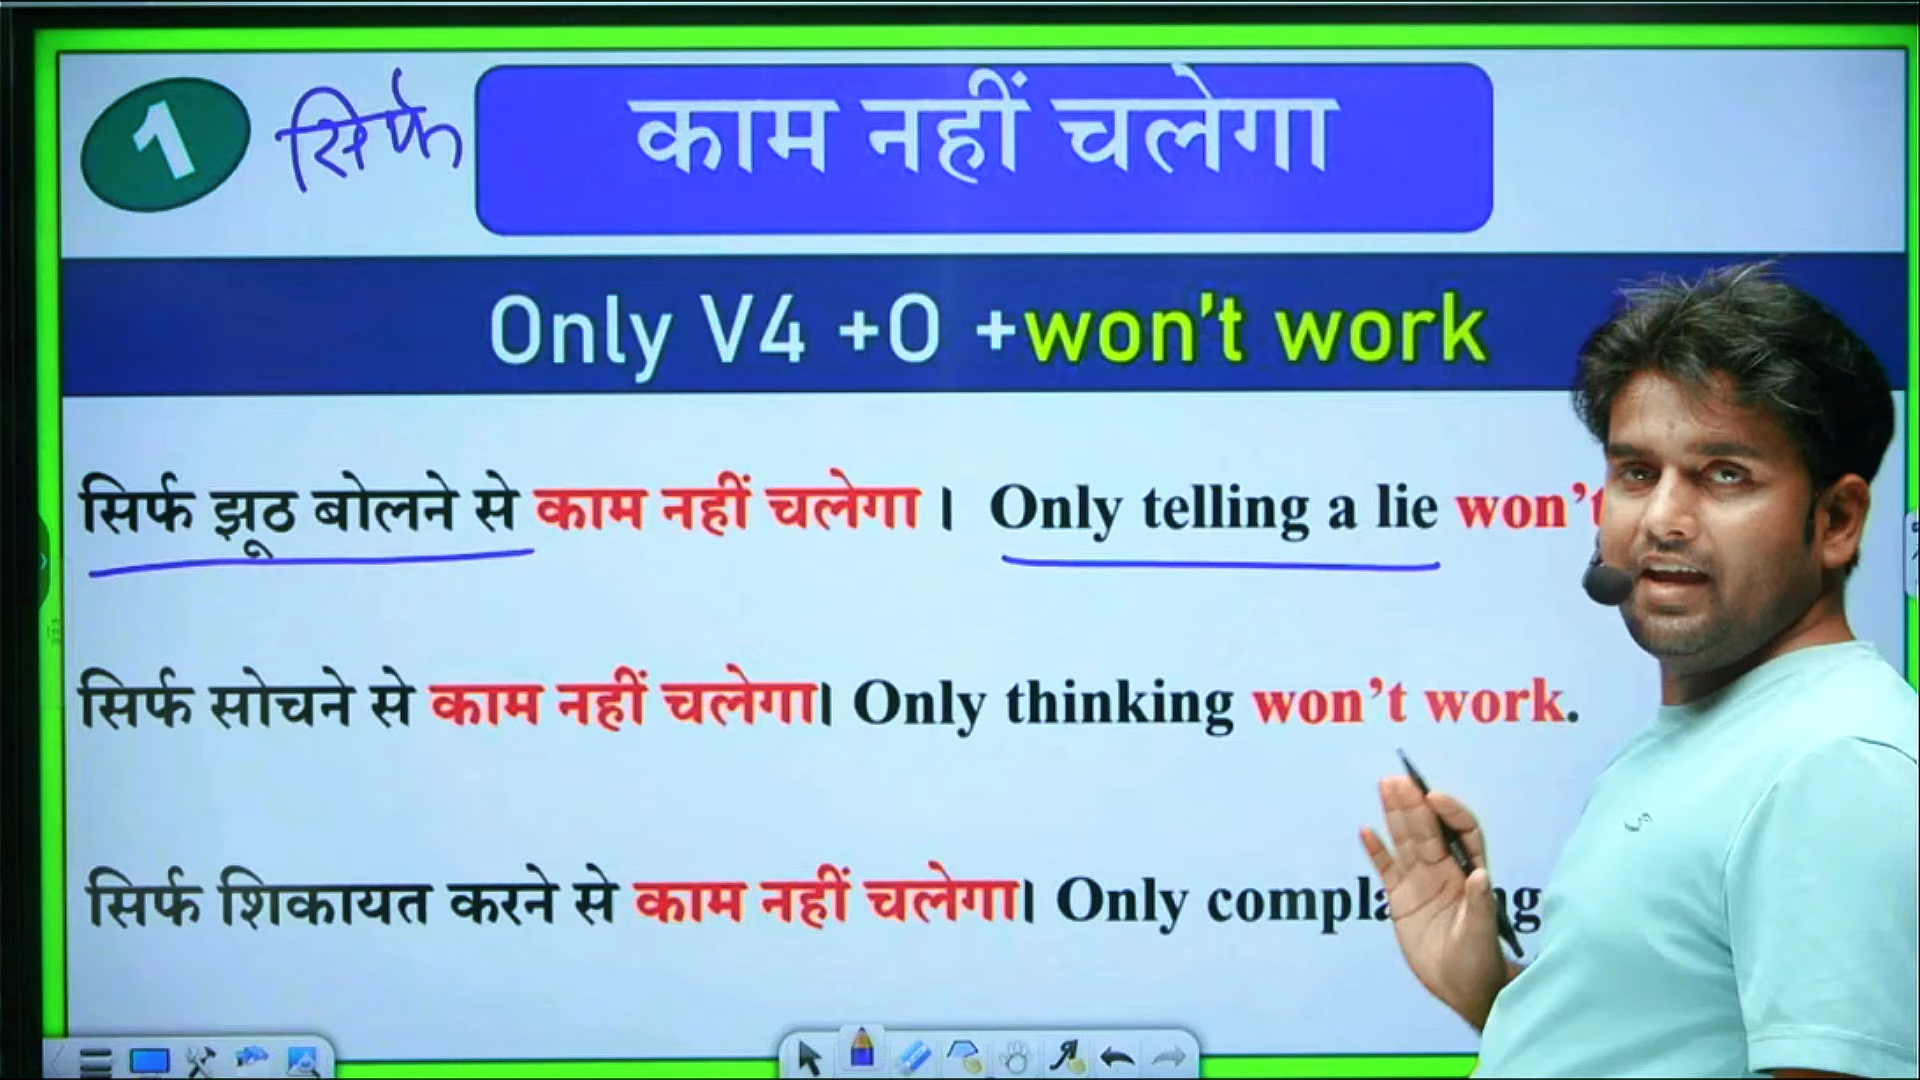 1 सिर्फ काम नहीं चलेगा
Only V4 +O +won't work
सिर्फ झूठ बोलने से काम नहीं चलेगा । Only telling a lie won't
सिर्फ सोचने से काम नहीं चलेगा। Only thinking won't work.
सिर्फ शिकायत करने से काम नहीं चलेगा। Only